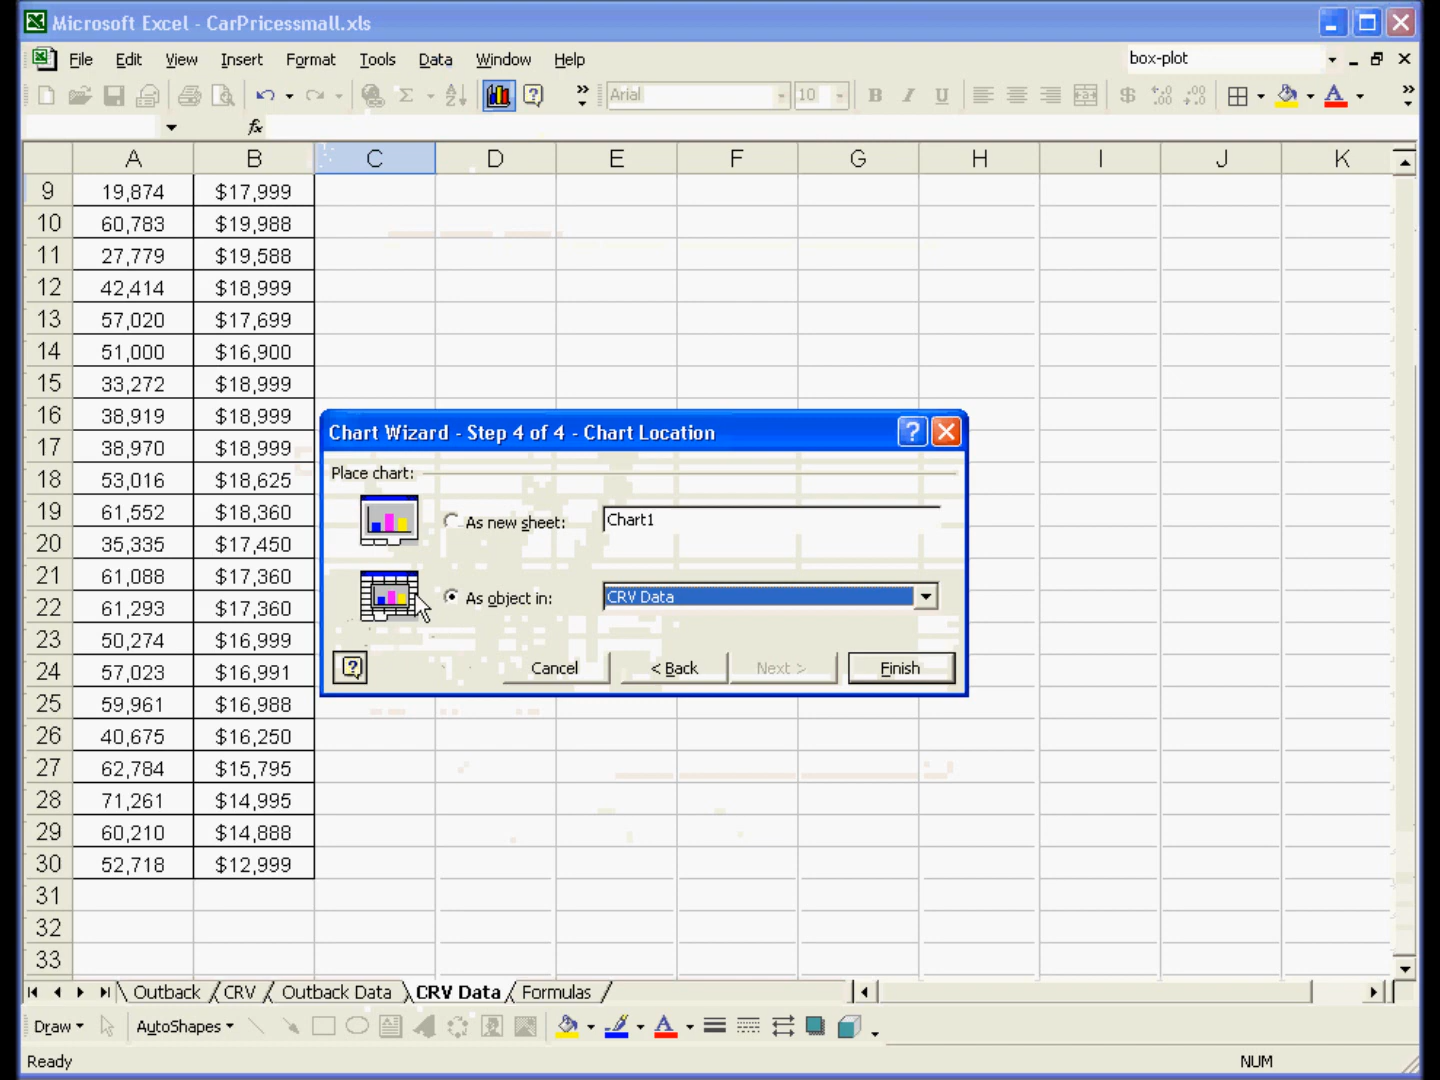 Microsoft Excel - CarPricessmall.xls
File Edit View Insert Format Tools Data Window Help box-plot
Arial 10 B I U $
fx
A B C D E F G H I J K
9 19,874 $17,999
10 60,783 $19,988
11 27,779 $19,588
12 42,414 $18,999
13 57,020 $17,699
14 51,000 $16,900
15 33,272 $18,999
16 38,919 $18,999
17 38,970 $18,999
18 53,016 $18,625
19 61,552 $18,360
20 35,335 $17,450
21 61,088 $17,360
22 61,293 $17,360
23 50,274 $16,999
24 57,023 $16,991
25 59,961 $16,988
26 40,675 $16,250
27 62,784 $15,795
28 71,261 $14,995
29 60,210 $14,888
30 52,718 $12,999
31
32
33
Chart Wizard - Step 4 of 4 - Chart Location
Place chart:
As new sheet: Chart1
As object in: CRV Data
Cancel < Back Next > Finish
Outback CRV Outback Data CRV Data Formulas
Draw AutoShapes A
Ready NUM